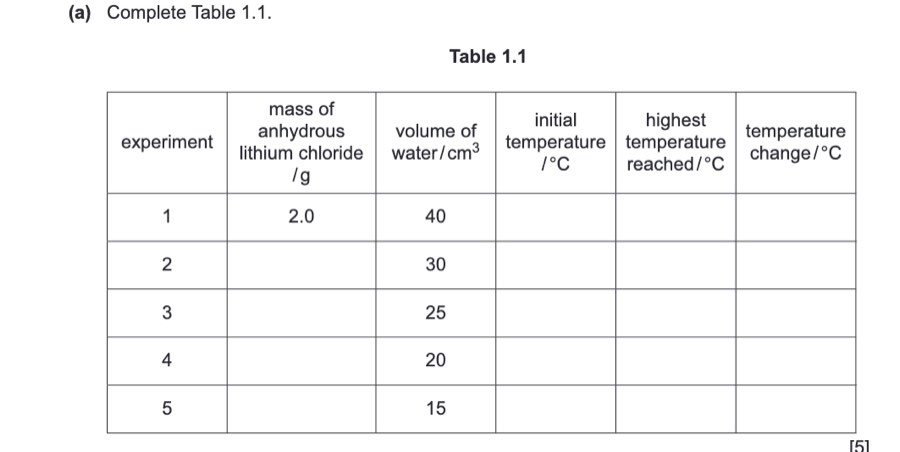 (a) Complete Table 1.1.
Table 1.1
experiment
mass of
anhydrous
lithium chloride
/g
volume of
water/cm³
initial
temperature
/°C
highest
temperature
reached/°C
temperature
change/°C
1 2.0 40
2 30
3 25
4 20
5 15
[5]